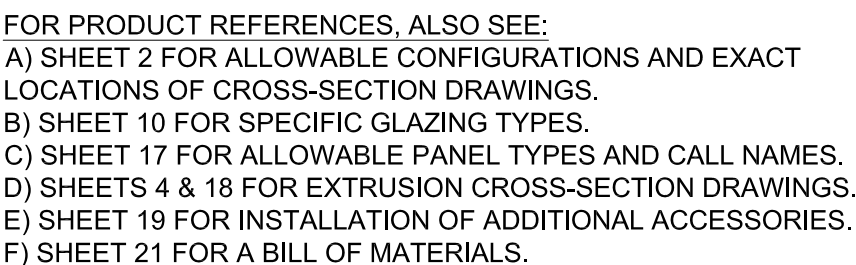 FOR PRODUCT REFERENCES, ALSO SEE:
A) SHEET 2 FOR ALLOWABLE CONFIGURATIONS AND EXACT
LOCATIONS OF CROSS-SECTION DRAWINGS.
B) SHEET 10 FOR SPECIFIC GLAZING TYPES.
C) SHEET 17 FOR ALLOWABLE PANEL TYPES AND CALL NAMES.
D) SHEETS 4 & 18 FOR EXTRUSION CROSS-SECTION DRAWINGS.
E) SHEET 19 FOR INSTALLATION OF ADDITIONAL ACCESSORIES.
F) SHEET 21 FOR A BILL OF MATERIALS.